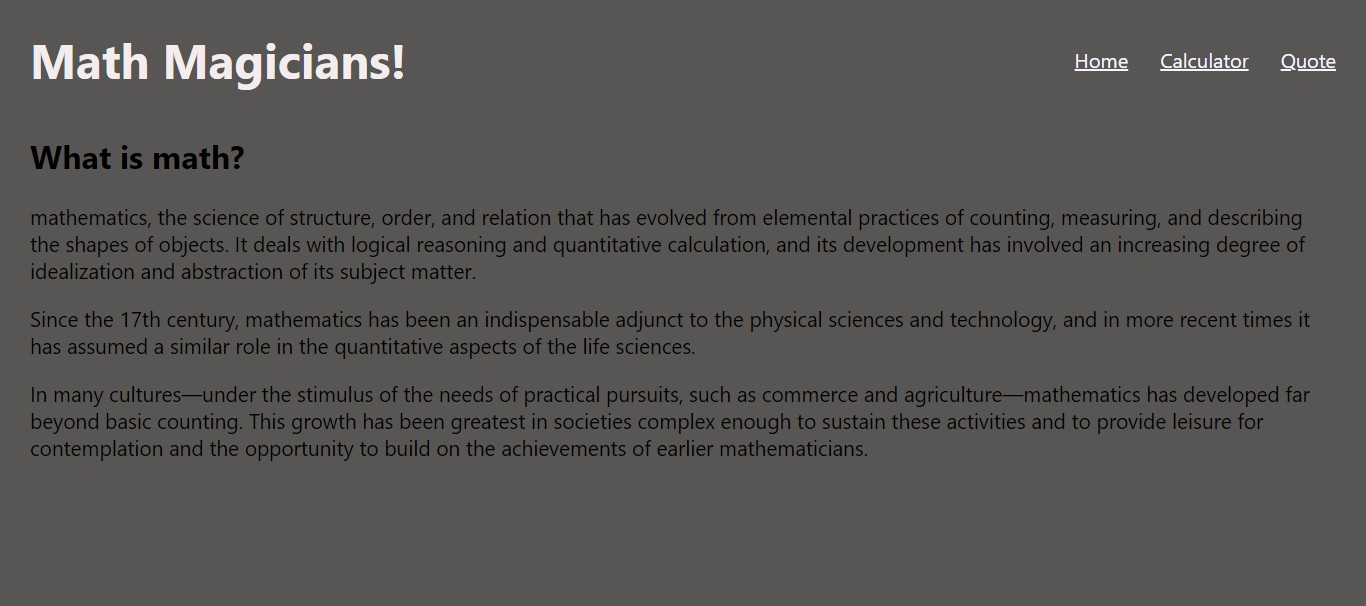 Math Magicians!
Home Calculator Quote
What is math?
mathematics, the science of structure, order, and relation that has evolved from elemental practices of counting, measuring, and describing
the shapes of objects. It deals with logical reasoning and quantitative calculation, and its development has involved an increasing degree of
idealization and abstraction of its subject matter.
Since the 17th century, mathematics has been an indispensable adjunct to the physical sciences and technology, and in more recent times it
has assumed a similar role in the quantitative aspects of the life sciences.
In many cultures—under the stimulus of the needs of practical pursuits, such as commerce and agriculture—mathematics has developed far
beyond basic counting. This growth has been greatest in societies complex enough to sustain these activities and to provide leisure for
contemplation and the opportunity to build on the achievements of earlier mathematicians.